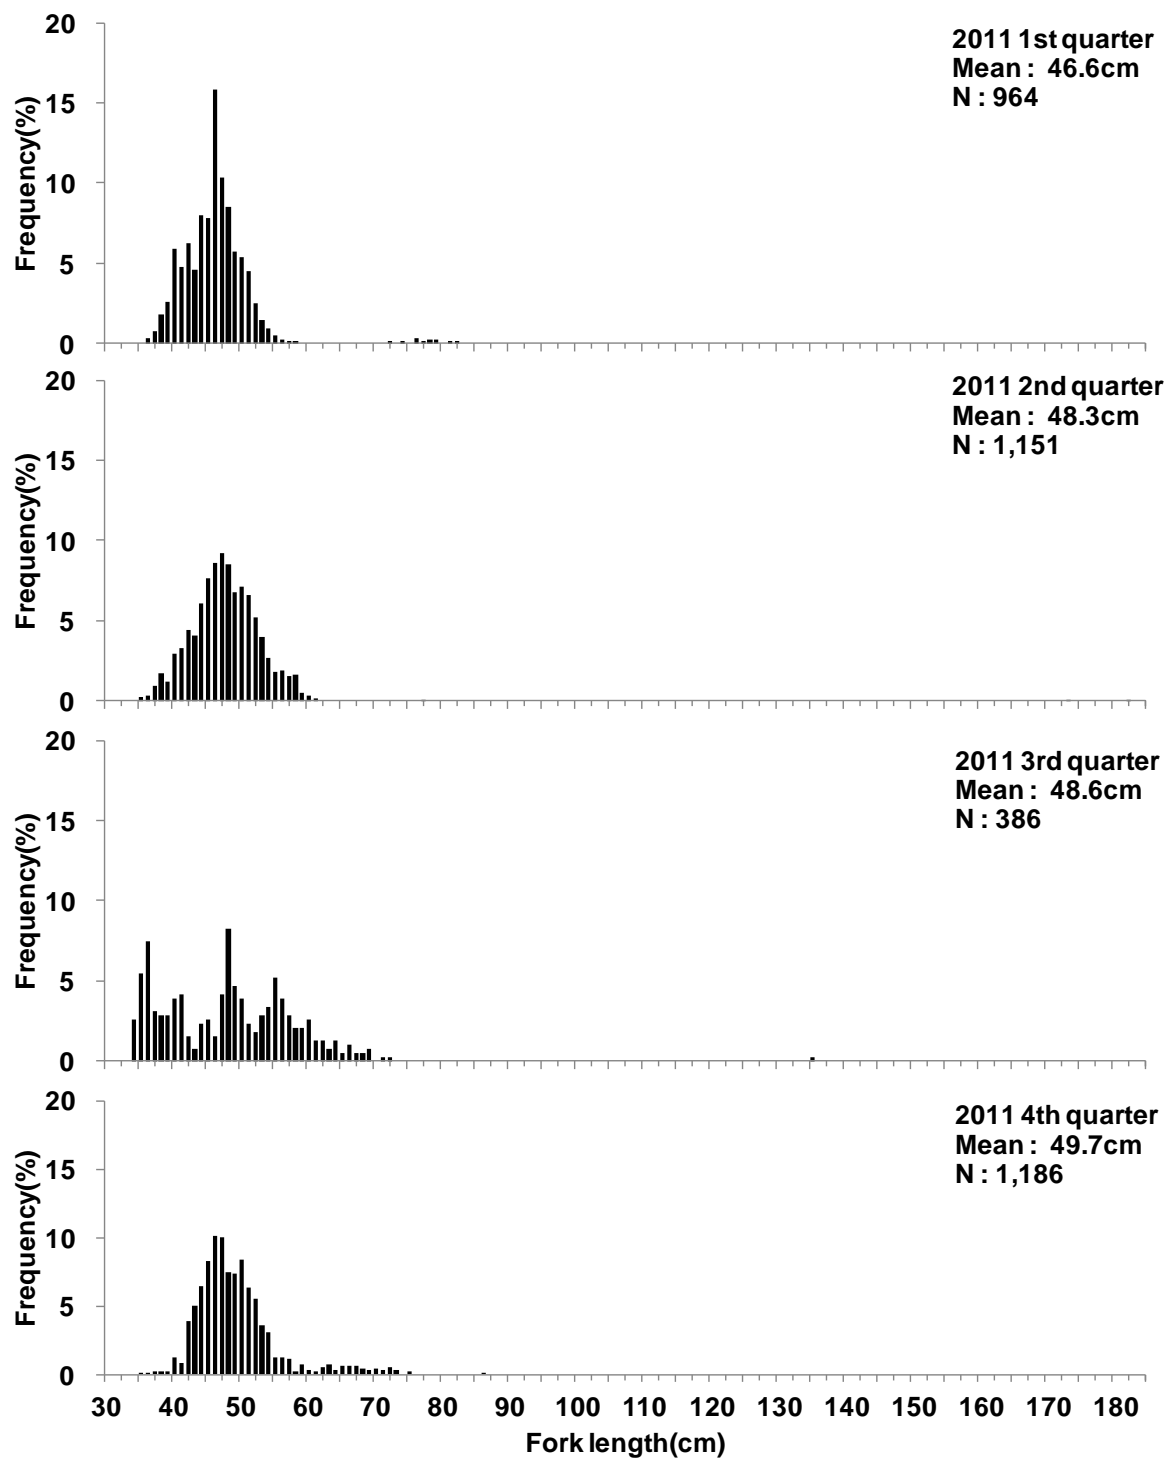 20
15
10
5
0
Frequency(%)
2011 1st quarter
Mean : 46.6cm
N : 964
20
15
10
5
0
Frequency(%)
2011 2nd quarter
Mean : 48.3cm
N : 1,151
20
15
10
5
0
Frequency(%)
2011 3rd quarter
Mean : 48.6cm
N : 386
20
15
10
5
0
Frequency(%)
2011 4th quarter
Mean : 49.7cm
N : 1,186
30 40 50 60 70 80 90 100 110 120 130 140 150 160 170 180
Fork length(cm)